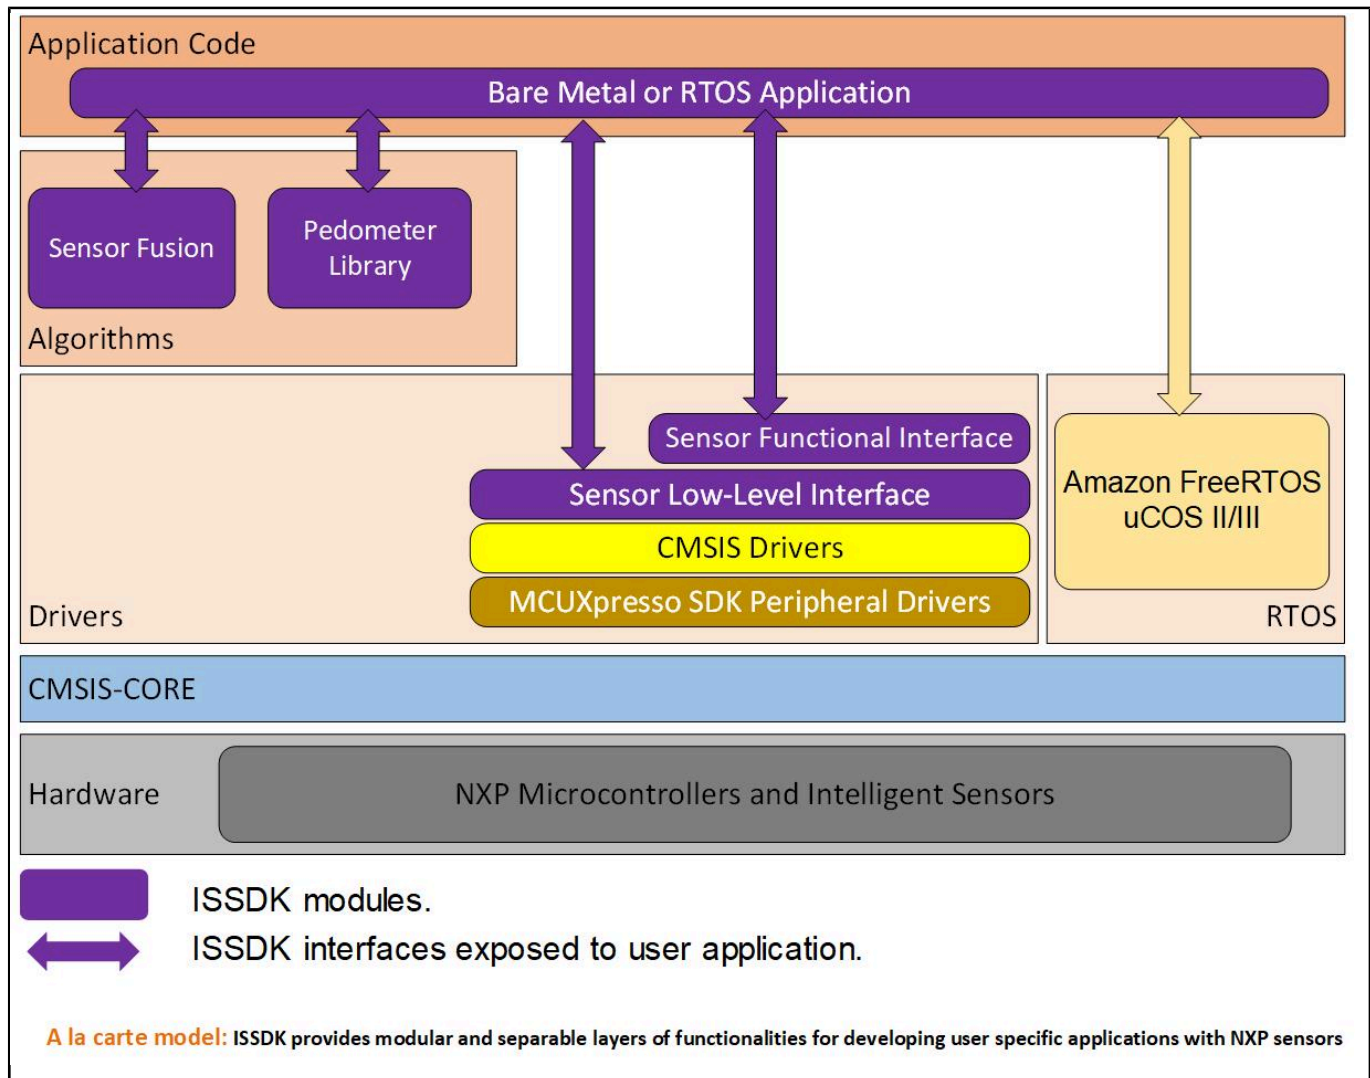 Application Code
Bare Metal or RTOS Application
Sensor Fusion
Pedometer
Library
Algorithms
Sensor Functional Interface
Sensor Low-Level Interface
CMSIS Drivers
MCUXpresso SDK Peripheral Drivers
Drivers
Amazon FreeRTOS
uCOS II/III
RTOS
CMSIS-CORE
Hardware
NXP Microcontrollers and Intelligent Sensors
ISSDK modules.
ISSDK interfaces exposed to user application.
A la carte model: ISSDK provides modular and separable layers of functionalities for developing user specific applications with NXP sensors